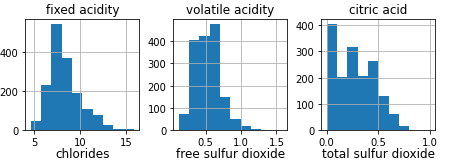 fixed acidity volatile acidity citric acid
400 400 400
300 300
200 200 200
100 100
0 0 0
5 10 15 0.5 1.0 1.5 0.0 0.5 1.0
chlorides free sulfur dioxide total sulfur dioxide